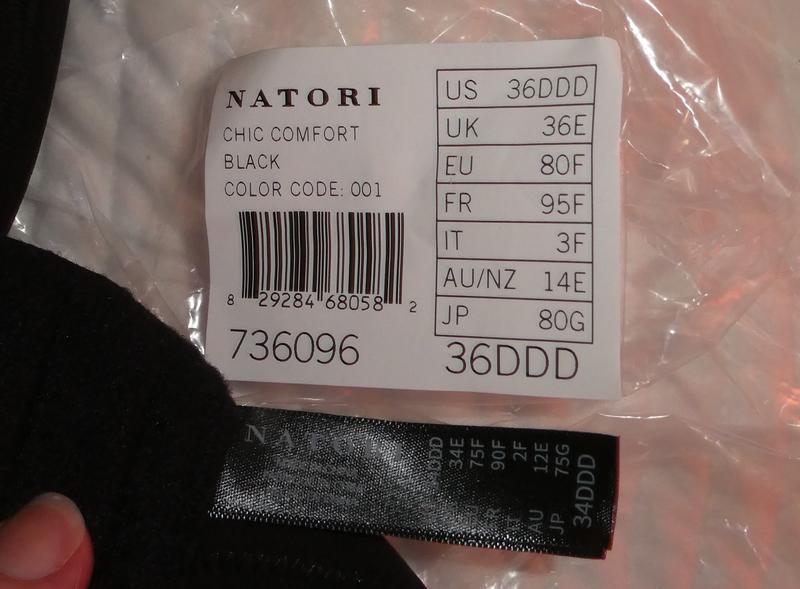 NATORI
CHIC COMFORT
BLACK
COLOR CODE: 001
8 29284 68058 2
736096
US 36DDD
UK 36E
EU 80F
FR 95F
IT 3F
AU/NZ 14E
JP 80G
36DDD
NATORI
34E
75F
90F
2F
AU 12E
JP 75G
34DDD